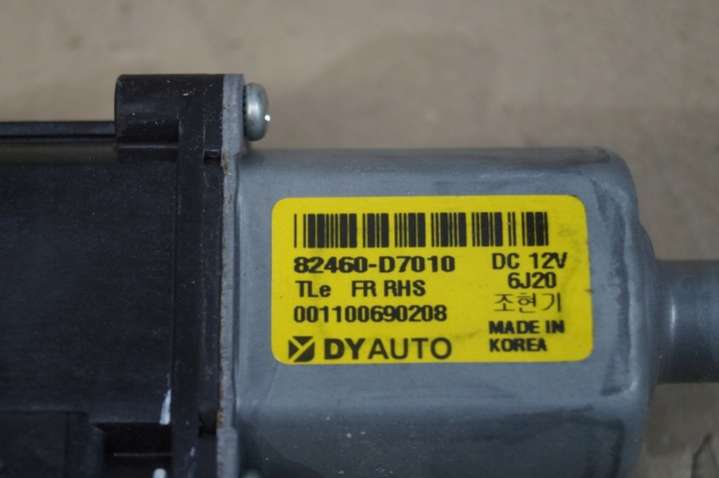 82460-D7010 DC 12V
TLe FR RHS 6J20
001100690208 조현기
DYAUTO MADE IN
KOREA